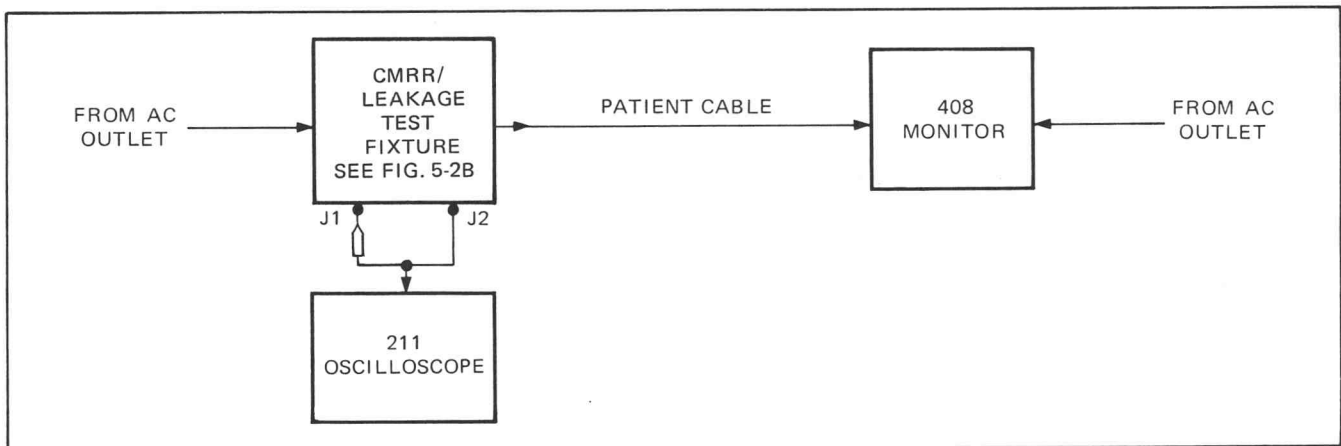 FROM AC
OUTLET
CMRR/
LEAKAGE
TEST
FIXTURE
SEE FIG. 5-2B
PATIENT CABLE
408
MONITOR
FROM AC
OUTLET
J1
J2
211
OSCILLOSCOPE